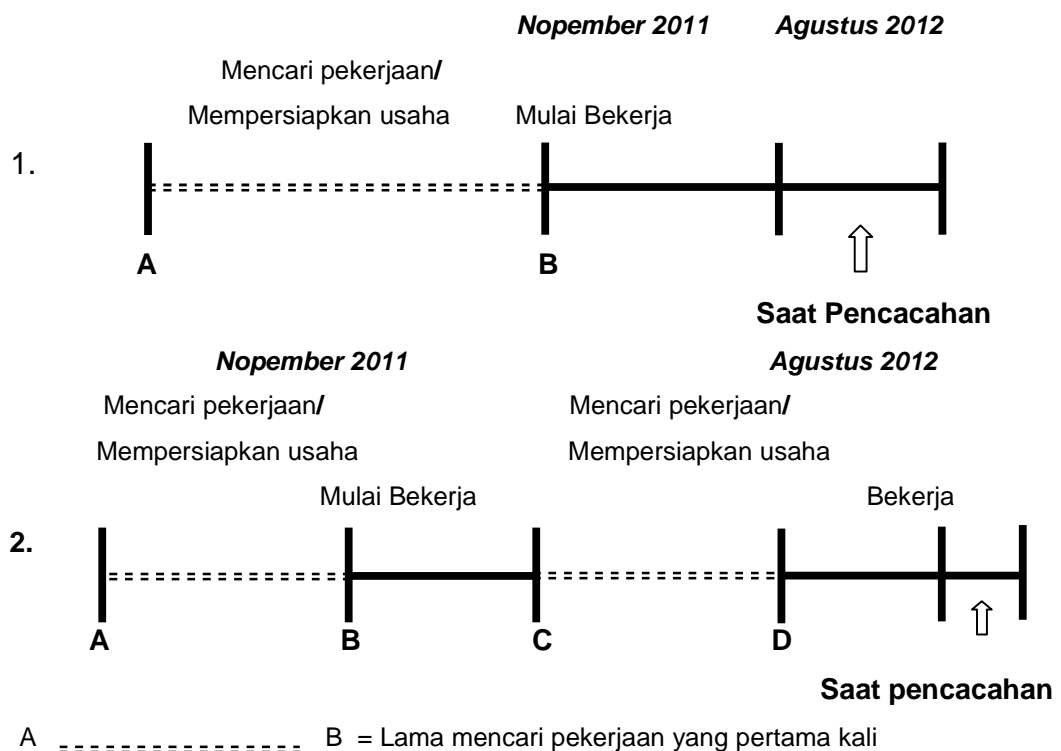 Nopember 2011 Agustus 2012
Mencari pekerjaan/
Mempersiapkan usaha Mulai Bekerja
1.
A B
Saat Pencacahan
Nopember 2011 Agustus 2012
Mencari pekerjaan/ Mencari pekerjaan/
Mempersiapkan usaha Mempersiapkan usaha
Mulai Bekerja Bekerja
2.
A B C D
Saat pencacahan
A B = Lama mencari pekerjaan yang pertama kali